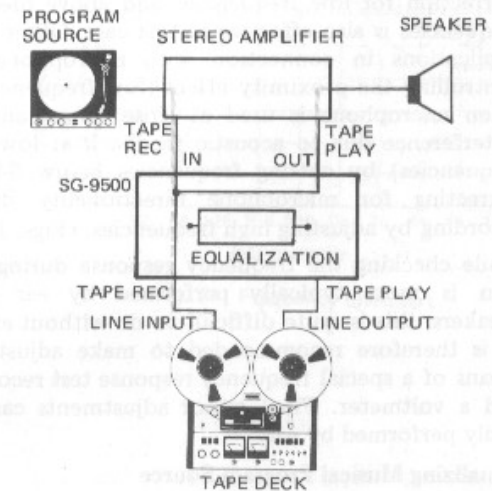 PROGRAM
SOURCE
STEREO AMPLIFIER
SPEAKER
TAPE
REC
IN
OUT
TAPE
PLAY
SG-9500
EQUALIZATION
TAPE REC
TAPE PLAY
LINE INPUT
LINE OUTPUT
TAPE DECK